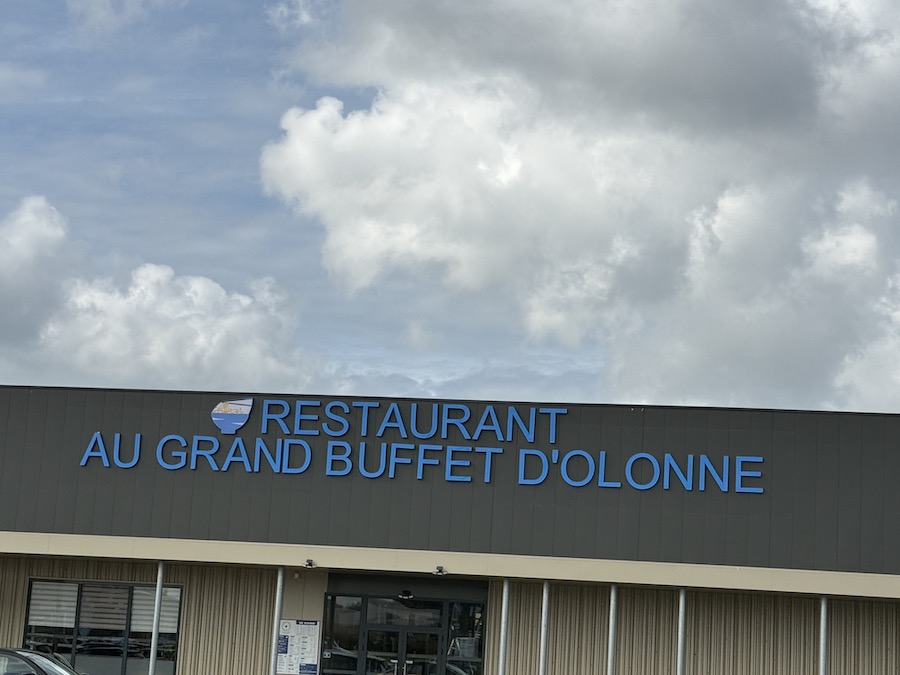 RESTAURANT
AU GRAND BUFFET D'OLONNE